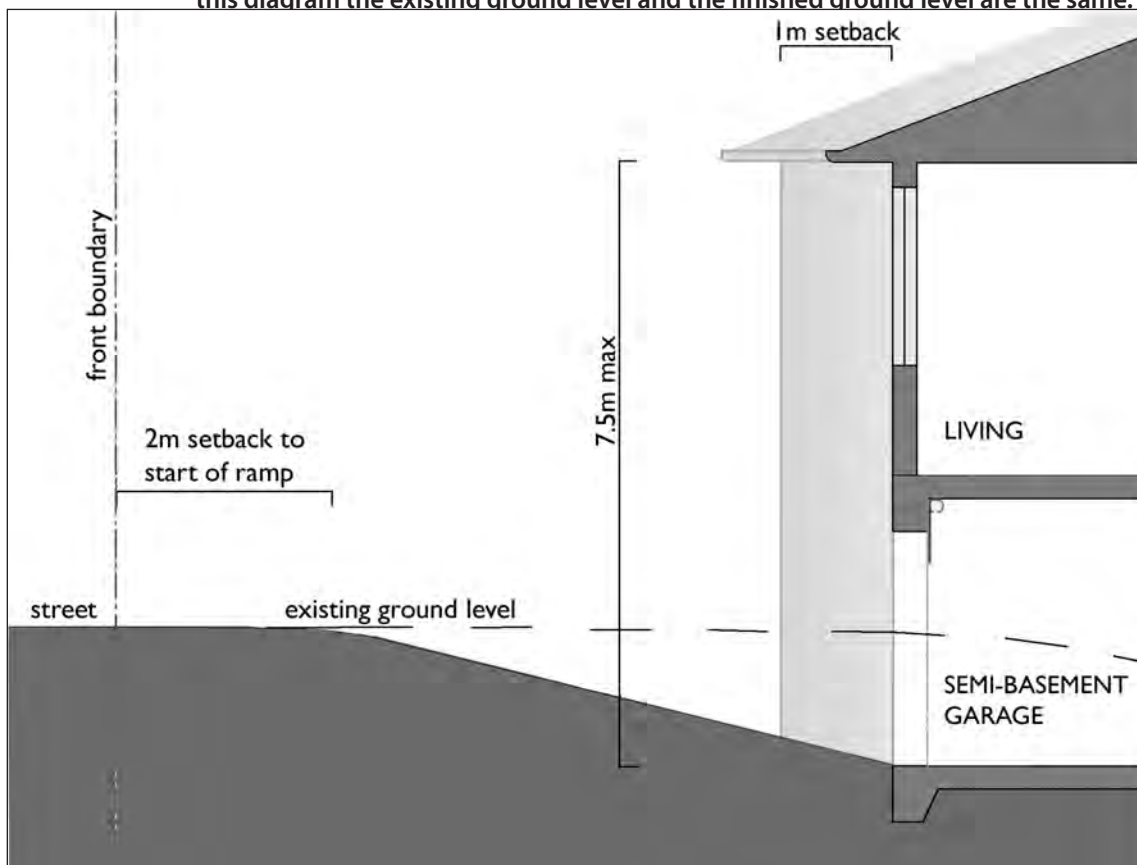 this diagram the existing ground level and the finished ground level are the same.
1m setback
front boundary
7.5m max
2m setback to
start of ramp
LIVING
street
existing ground level
SEMI-BASEMENT
GARAGE